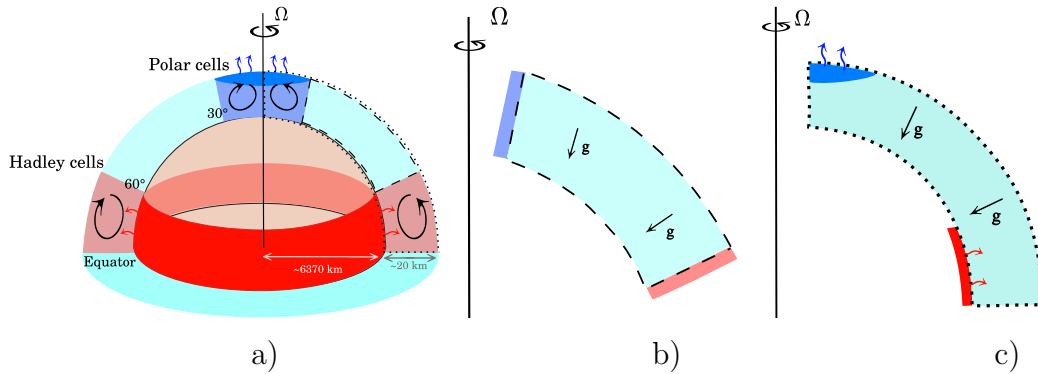 Ω
Polar cells
30°
Hadley cells
60°
Equator
~6370 km
~20 km
a)
Ω
g
g
b)
Ω
g
g
c)